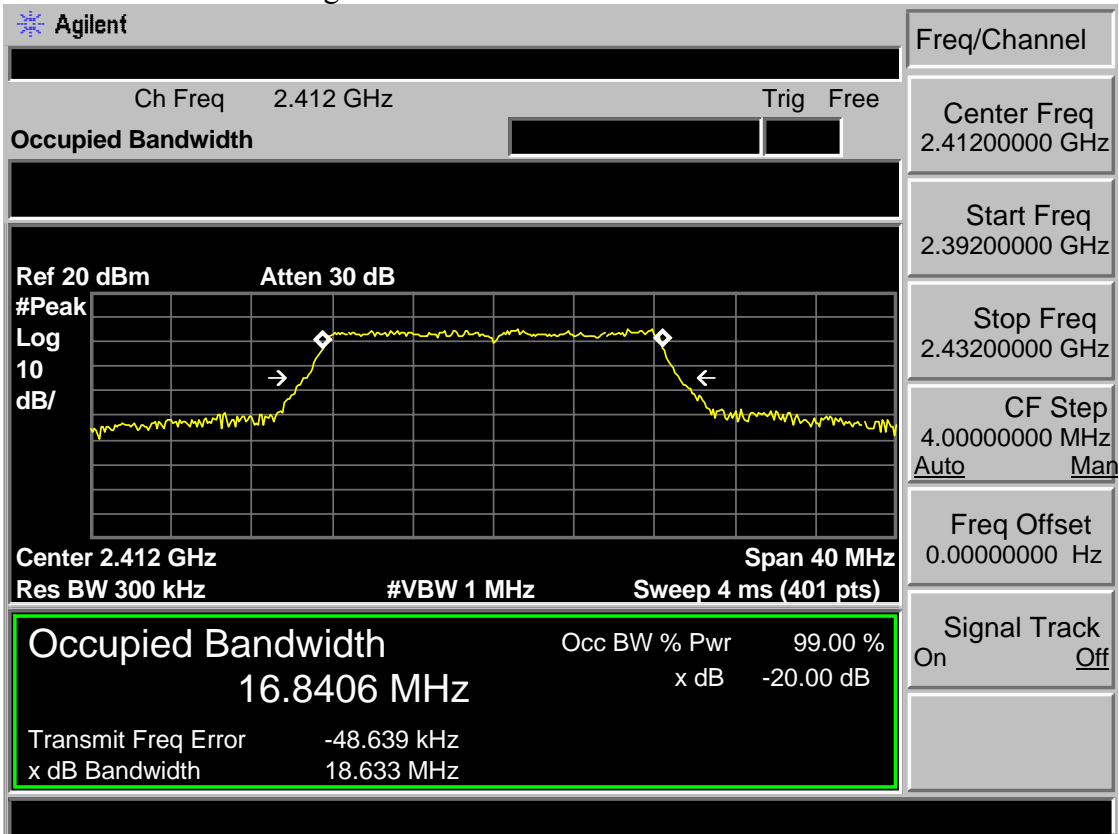 Agilent
Freq/Channel
Ch Freq 2.412 GHz Trig Free
Occupied Bandwidth
Center Freq
2.41200000 GHz
Start Freq
2.39200000 GHz
Stop Freq
2.43200000 GHz
CF Step
4.00000000 MHz
Auto Man
Freq Offset
0.00000000 Hz
Signal Track
On Off
Ref 20 dBm Atten 30 dB
#Peak
Log
10
dB/
Center 2.412 GHz Span 40 MHz
Res BW 300 kHz #VBW 1 MHz Sweep 4 ms (401 pts)
Occupied Bandwidth Occ BW % Pwr 99.00 %
16.8406 MHz x dB -20.00 dB
Transmit Freq Error -48.639 kHz
x dB Bandwidth 18.633 MHz